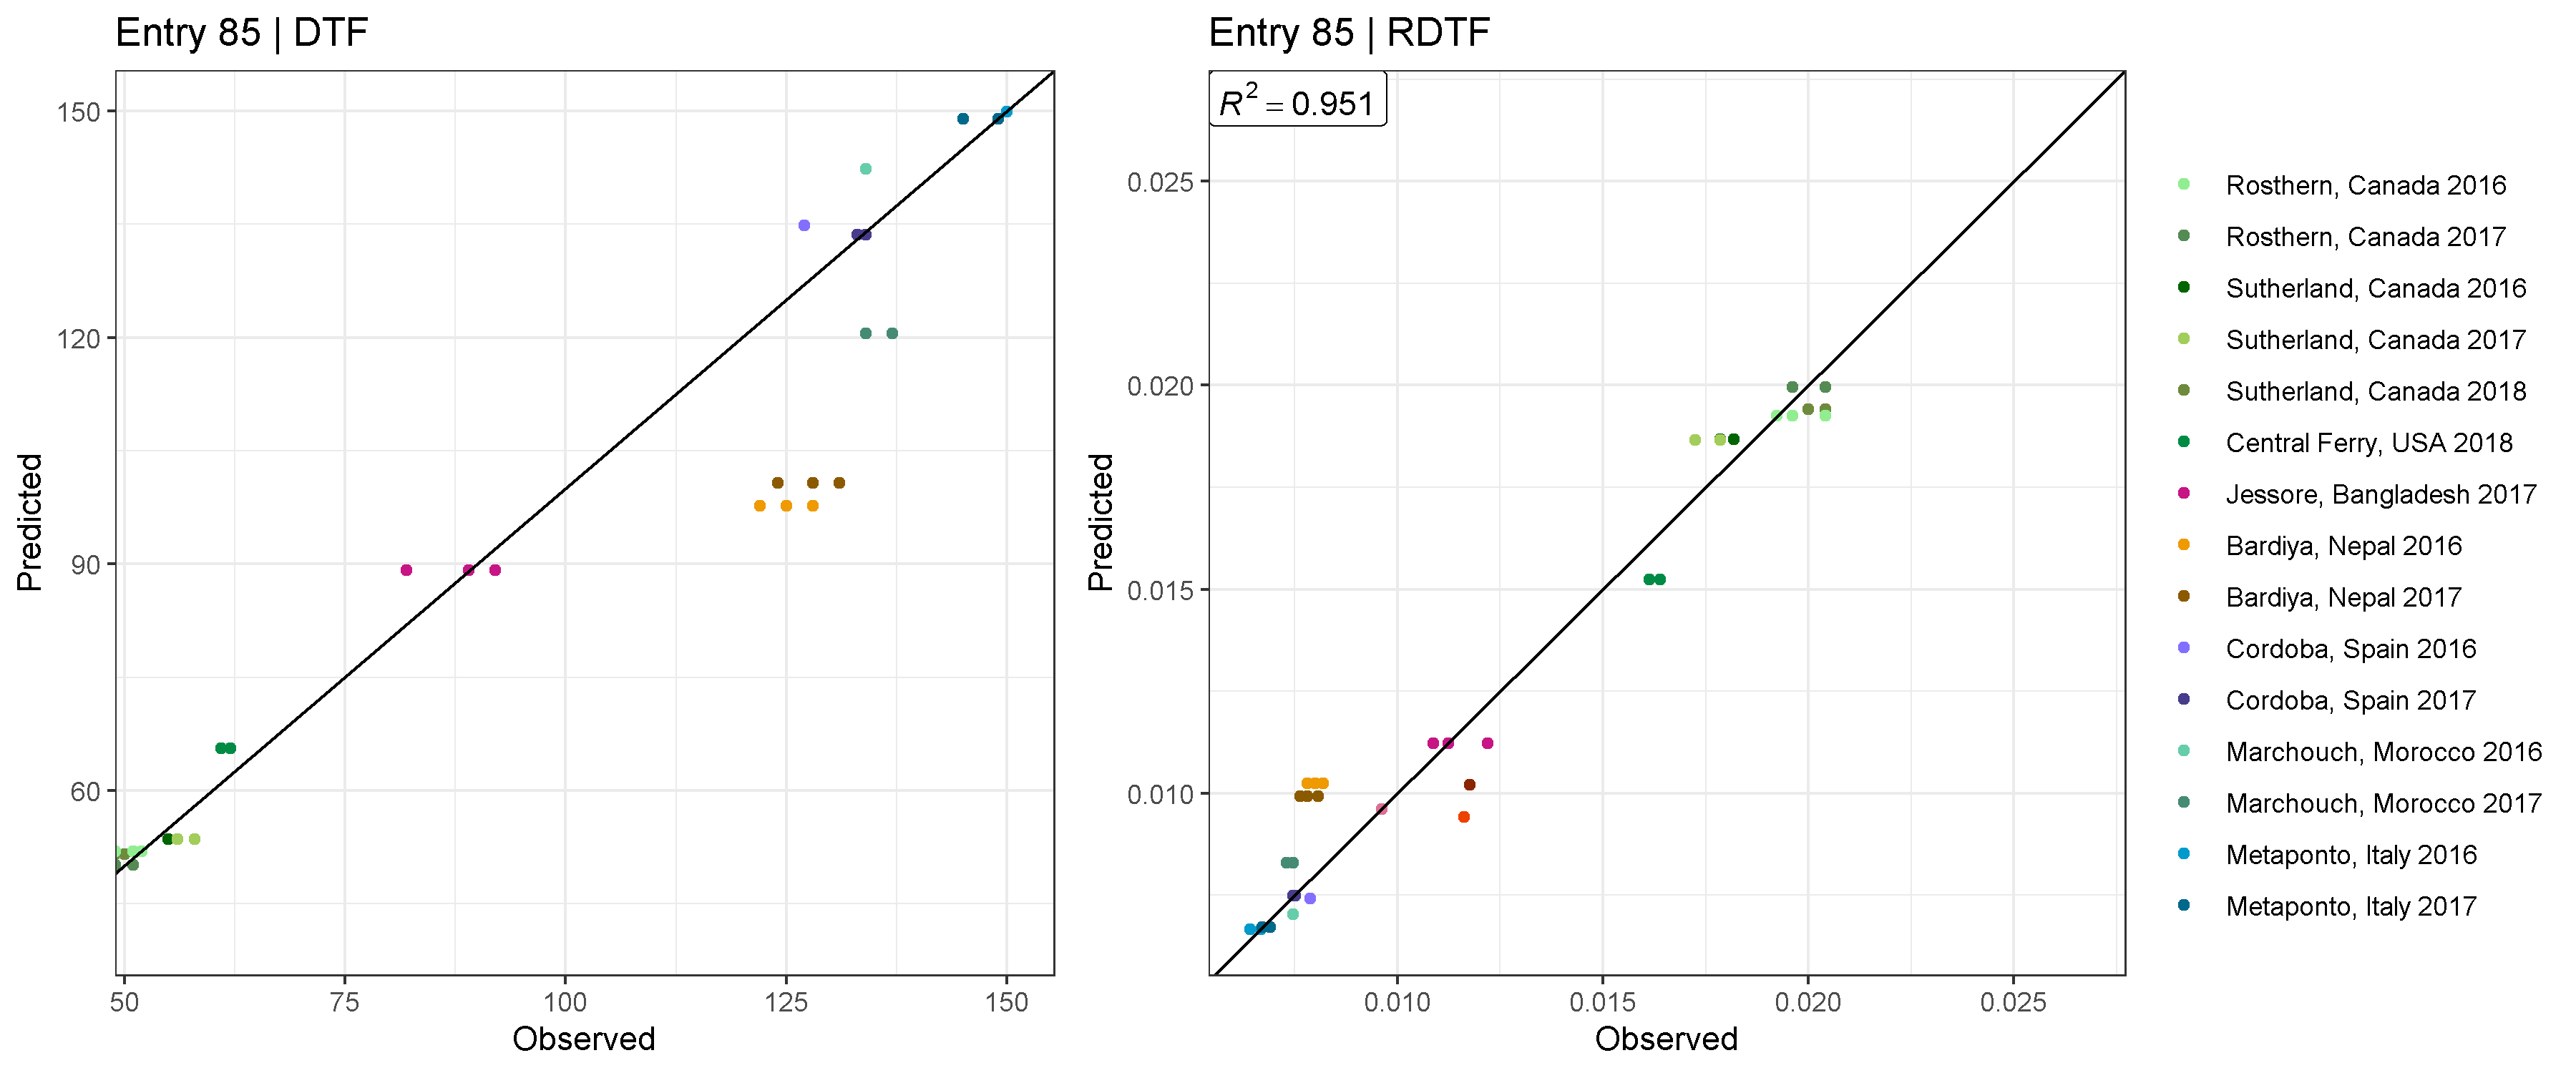 Entry 85 | DTF
150
120
90
60
Predicted
50
75
100
125
150
Observed
Entry 85 | RDTF
R² = 0.951
0.025
0.020
0.015
0.010
Predicted
0.010
0.015
0.020
0.025
Observed
Rosthern, Canada 2016
Rosthern, Canada 2017
Sutherland, Canada 2016
Sutherland, Canada 2017
Sutherland, Canada 2018
Central Ferry, USA 2018
Jessore, Bangladesh 2017
Bardiya, Nepal 2016
Bardiya, Nepal 2017
Cordoba, Spain 2016
Cordoba, Spain 2017
Marchouch, Morocco 2016
Marchouch, Morocco 2017
Metaponto, Italy 2016
Metaponto, Italy 2017